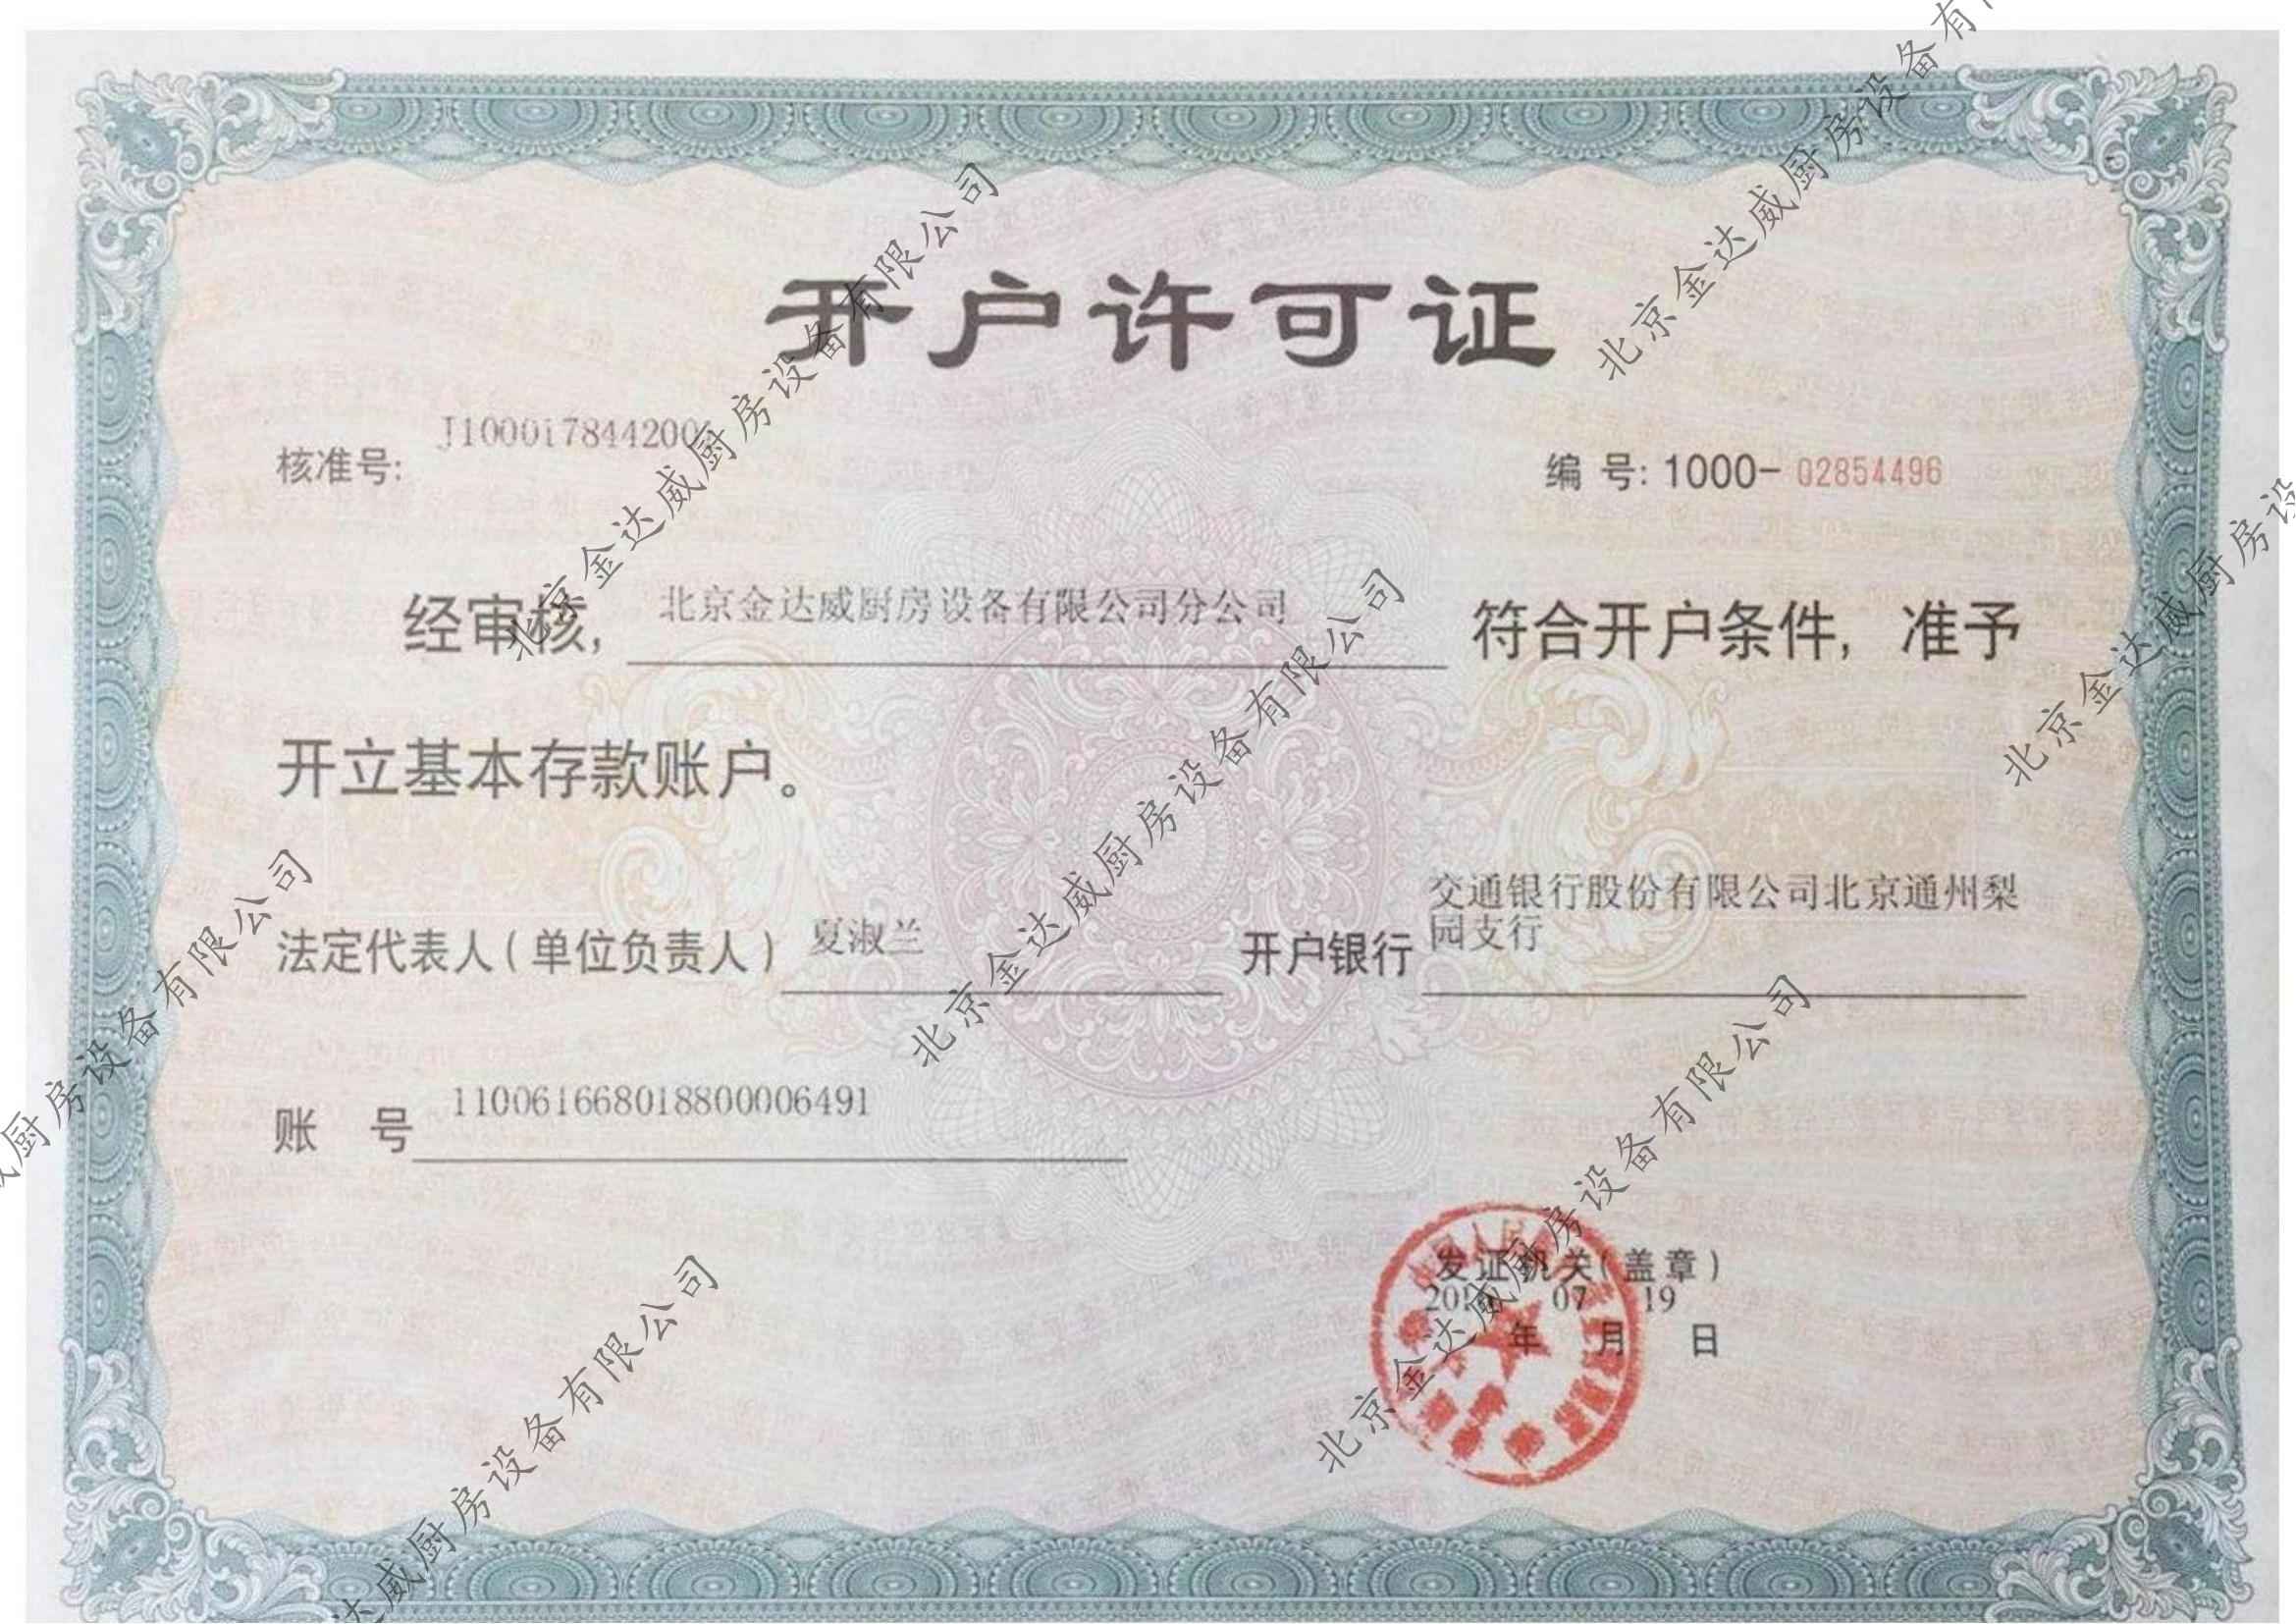 开户许可证
核准号: J100017844200
编 号: 1000- 02854496
经审核, 北京金达威厨房设备有限公司分公司 符合开户条件, 准予
开立基本存款账户。
法定代表人(单位负责人) 夏淑兰 开户银行 交通银行股份有限公司北京通州梨
园支行
账 号 110061668018800006491
发证机关(盖章)
07 19
年 月 日
北京金达威厨房设备有限公司
北京金达威厨房设备有
北京金达威厨房设备有限公司
北京金达威厨房设
威厨房设备有限公司
北京金达威厨房设备有限公司
达威厨房设备有限公司